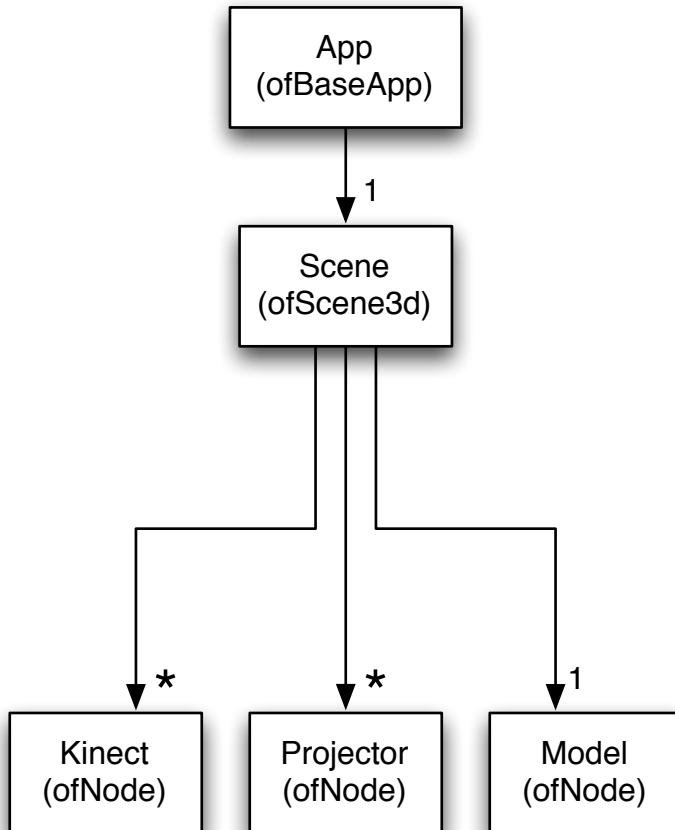 App
(ofBaseApp)
1
Scene
(ofScene3d)
*
*
1
Kinect
(ofNode)
Projector
(ofNode)
Model
(ofNode)